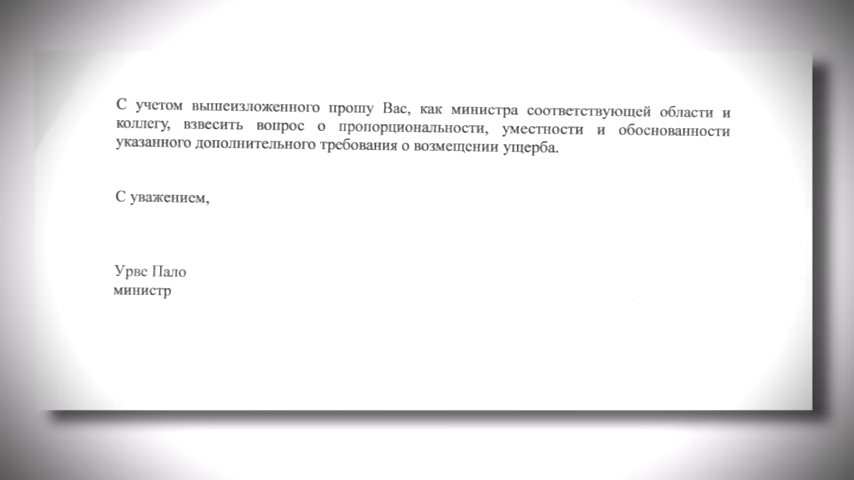 С учетом вышеизложенного прошу Вас, как министра соответствующей области и
коллегу, взвесить вопрос о пропорциональности, уместности и обоснованности
указанного дополнительного требования о возмещении ущерба.
С уважением,
Урве Пало
министр